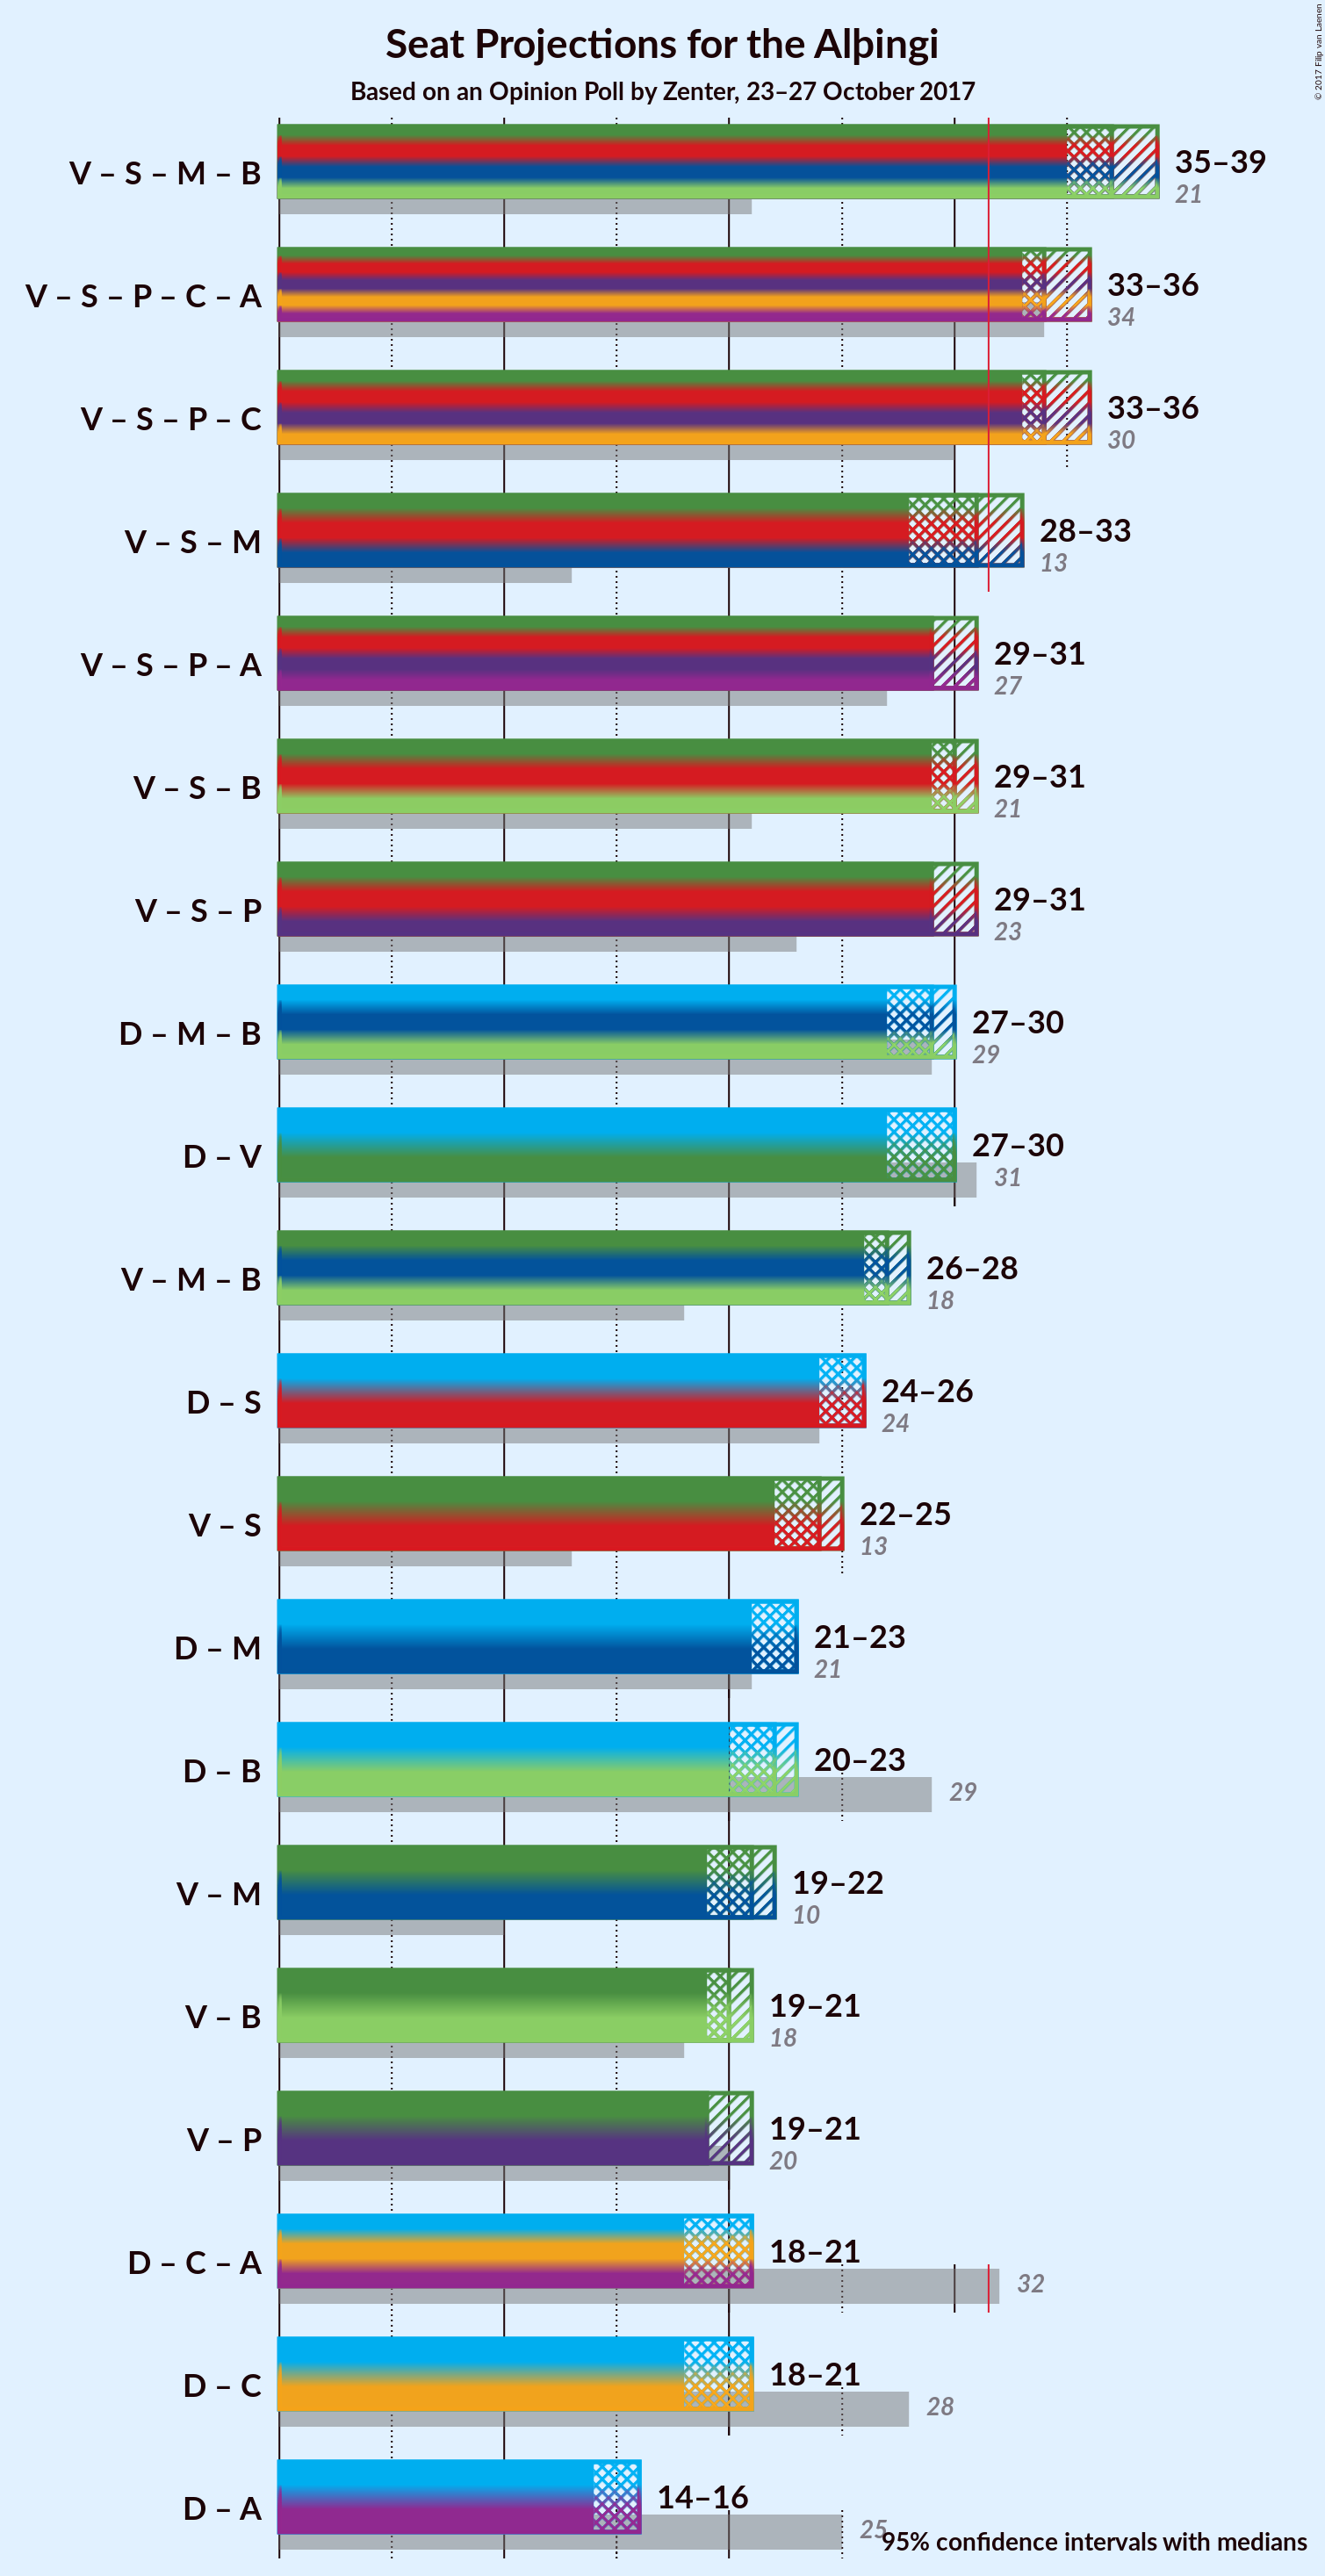 © 2017 Filip van Laenen
Seat Projections for the Alþingi
Based on an Opinion Poll by Zenter, 23–27 October 2017
V – S – M – B
35–39
21
V – S – P – C – A
33–36
34
V – S – P – C
33–36
30
V – S – M
28–33
13
V – S – P – A
29–31
27
V – S – B
29–31
21
V – S – P
29–31
23
D – M – B
27–30
29
D – V
27–30
31
V – M – B
26–28
18
D – S
24–26
24
V – S
22–25
13
D – M
21–23
21
D – B
20–23
29
V – M
19–22
10
V – B
19–21
18
V – P
19–21
20
D – C – A
18–21
32
D – C
18–21
28
D – A
14–16
25
95% confidence intervals with medians